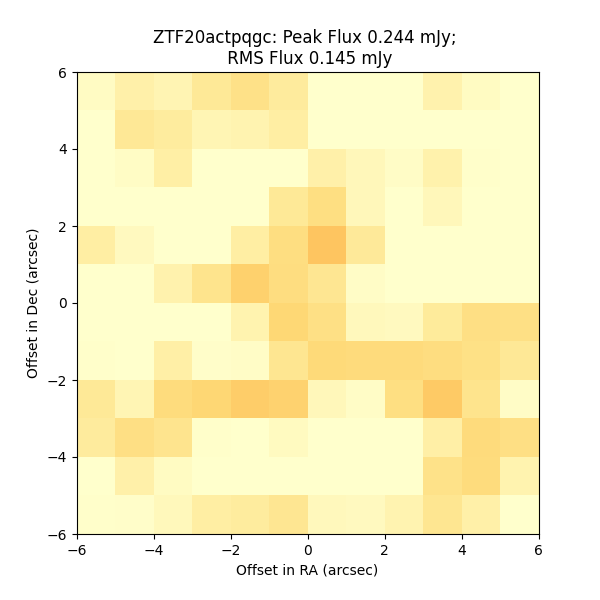 ZTF20actpqgc: Peak Flux 0.244 mJy;
RMS Flux 0.145 mJy
6
4
2
0
−2
−4
−6
Offset in Dec (arcsec)
−6 −4 −2 0 2 4 6
Offset in RA (arcsec)